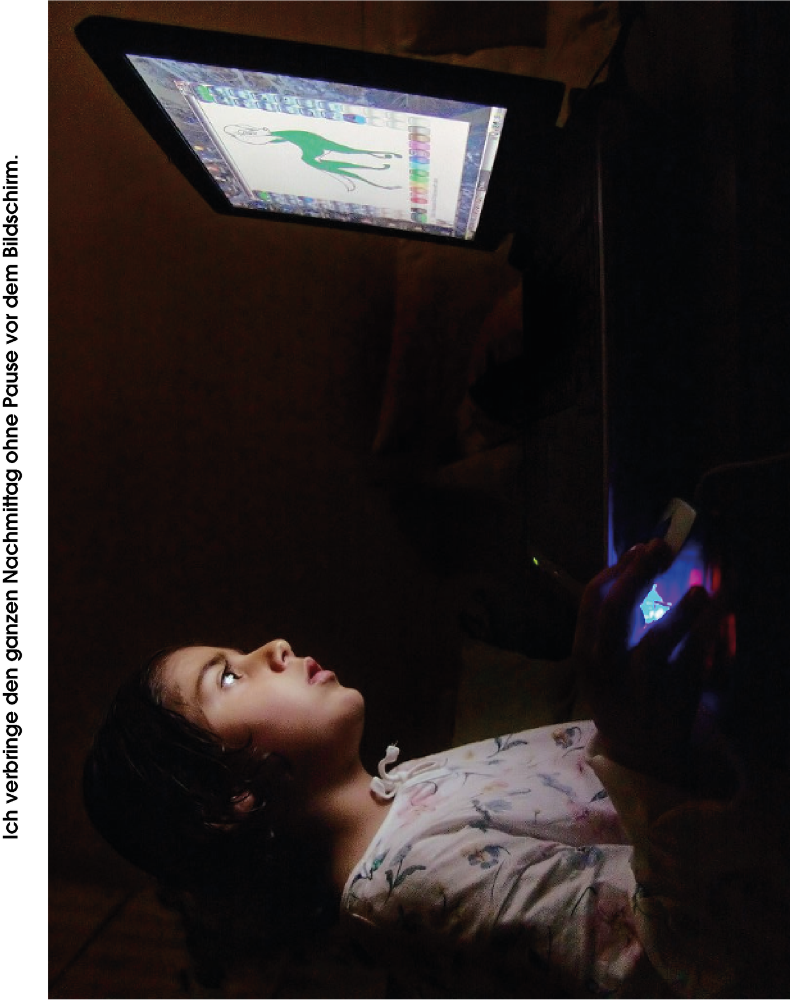 Ich verbringe den ganzen Nachmittag ohne Pause vor dem Bildschirm.